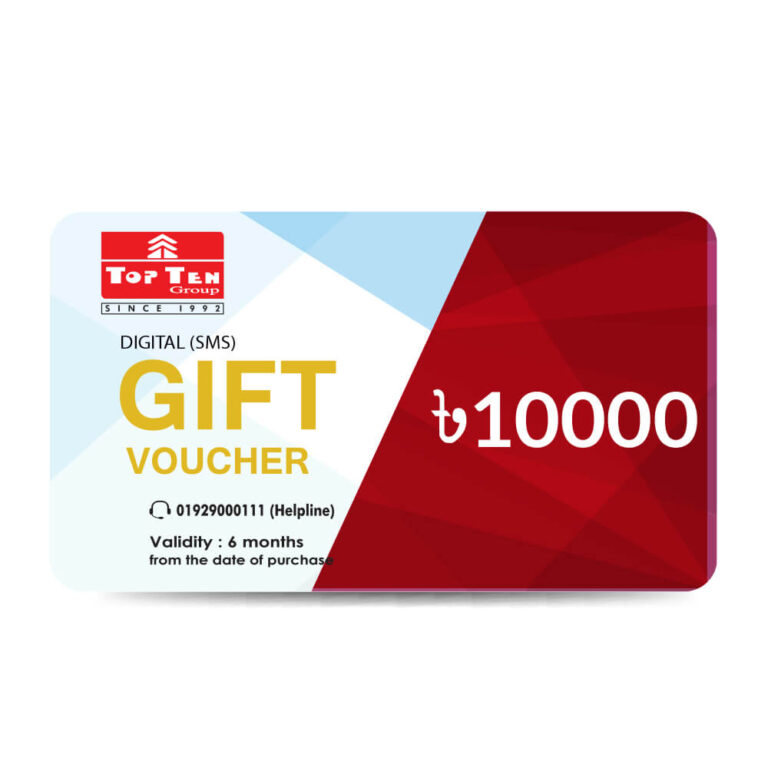 TOP TEN
Group
SINCE 1992
DIGITAL (SMS)
GIFT
VOUCHER
01929000111 (Helpline)
Validity : 6 months
from the date of purchase
৳10000